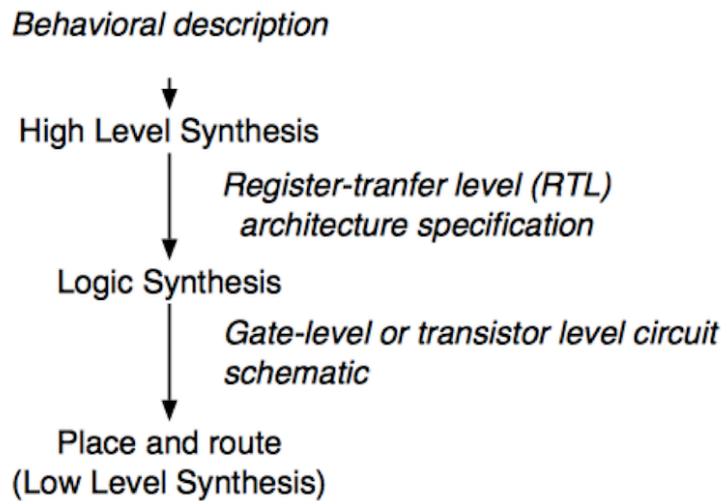 Behavioral description
High Level Synthesis
Register-tranfer level (RTL)
architecture specification
Logic Synthesis
Gate-level or transistor level circuit
schematic
Place and route
(Low Level Synthesis)